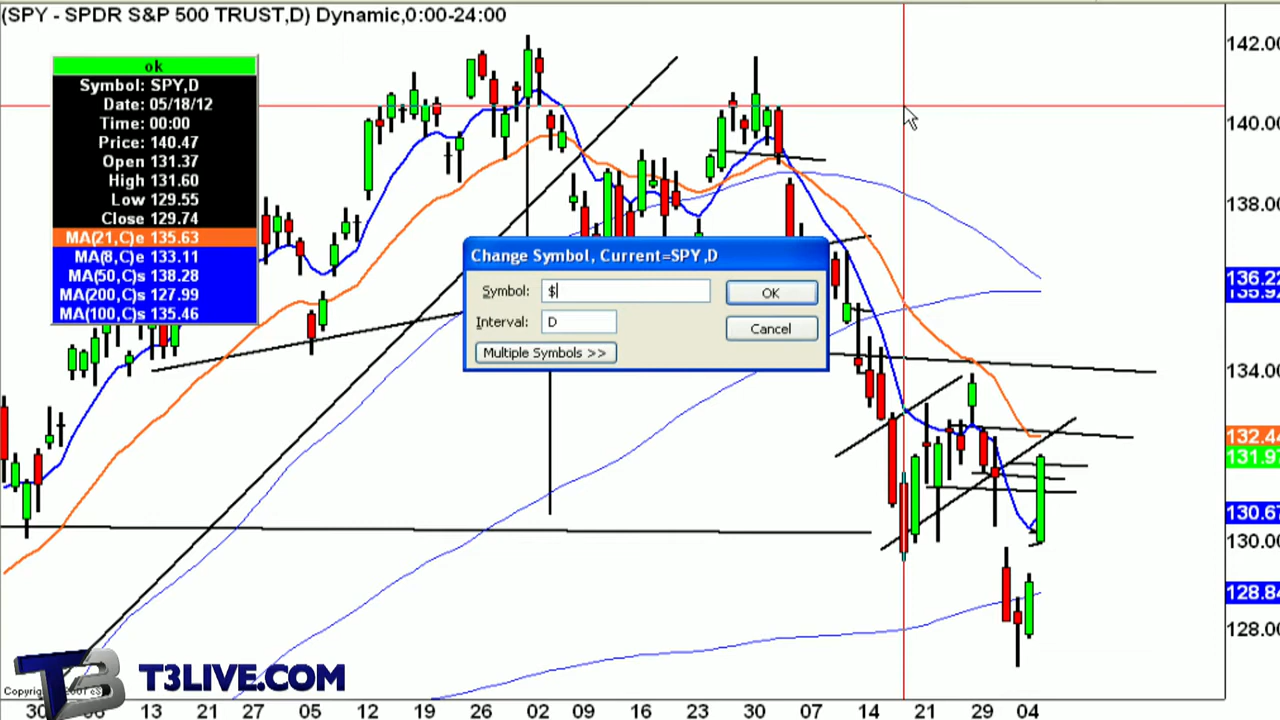 (SPY - SPDR S&P 500 TRUST,D) Dynamic,0:00-24:00
ok
Symbol: SPY,D
Date: 05/18/12
Time: 00:00
Price: 140.47
Open 131.37
High 131.60
Low 129.55
Close 129.74
MA(21,C)e 135.63
MA(8,C)e 133.11
MA(50,C)s 138.28
MA(200,C)s 127.99
MA(100,C)s 135.46
Change Symbol, Current=SPY,D
Symbol: $
OK
Interval: D
Cancel
Multiple Symbols >>
142.00
140.00
138.00
136.22
134.00
132.44
131.97
130.67
130.00
128.84
128.00
T3 T3LIVE.COM
30 06 13 21 27 05 12 19 26 02 09 16 23 30 07 14 21 29 04